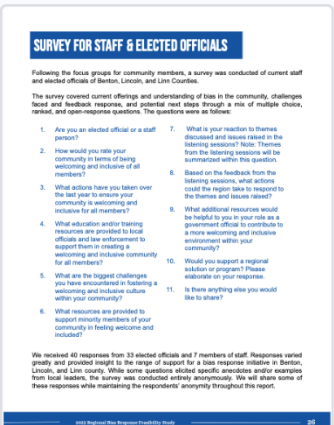 SURVEY FOR STAFF & ELECTED OFFICIALS
Following the focus groups for community members, a survey was conducted of current staff
and elected officials of Benton, Lincoln, and Linn Counties.
The survey covered current offerings and understanding of bias in the community, challenges
faced and feedback response, and potential next steps through a mix of multiple choice,
ranked, and open-response questions. The questions were as follows:
1. Are you an elected official or a staff
person?
2. How would you rate your
community in terms of being
welcoming and inclusive of all
members?
3. What actions have you taken over
the last year to ensure your
community is welcoming and
inclusive for all members?
4. What education and/or training
resources are provided to local
officials and law enforcement to
support them in creating a
welcoming and inclusive community
for all members?
5. What are the biggest challenges
you have encountered in fostering a
welcoming and inclusive culture
within your community?
6. What resources are provided to
support minority members of your
community in feeling welcome and
included?
7. What is your reaction to themes
discussed and issues raised in the
listening sessions? Note: Themes
from the listening sessions will be
summarized within this question.
8. Based on the feedback from the
listening sessions, what actions
could the region take to respond to
the themes and issues raised?
9. What additional resources would
be helpful to you in your role as a
government official to contribute to
a more welcoming and inclusive
environment within your
community?
10. Would you support a regional
solution or program? Please
elaborate on your response.
11. Is there anything else you would
like to share?
We received 40 responses from 33 elected officials and 7 members of staff. Responses varied
greatly and provided insight to the range of support for a bias response initiative in Benton,
Lincoln, and Linn county. While some questions elicited specific anecdotes and/or examples
from local leaders, the survey was conducted entirely anonymously. We will share some of
these responses while maintaining the respondents' anonymity throughout this report.
Regional Bias Response Feasibility Study
26